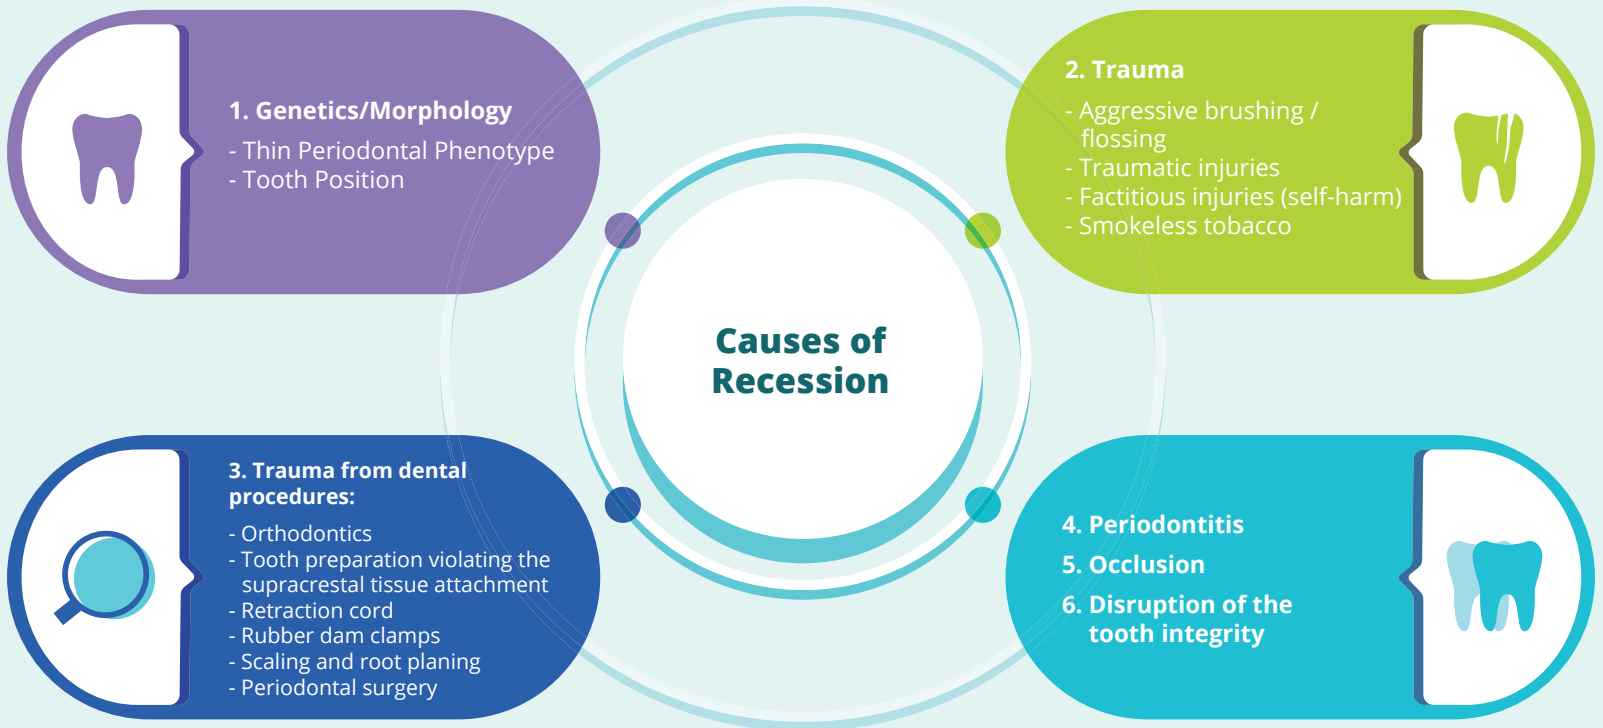 1. Genetics/Morphology
- Thin Periodontal Phenotype
- Tooth Position
2. Trauma
- Aggressive brushing /
flossing
- Traumatic injuries
- Factitious injuries (self-harm)
- Smokeless tobacco
Causes of
Recession
3. Trauma from dental
procedures:
- Orthodontics
- Tooth preparation violating the
supracrestal tissue attachment
- Retraction cord
- Rubber dam clamps
- Scaling and root planing
- Periodontal surgery
4. Periodontitis
5. Occlusion
6. Disruption of the
tooth integrity